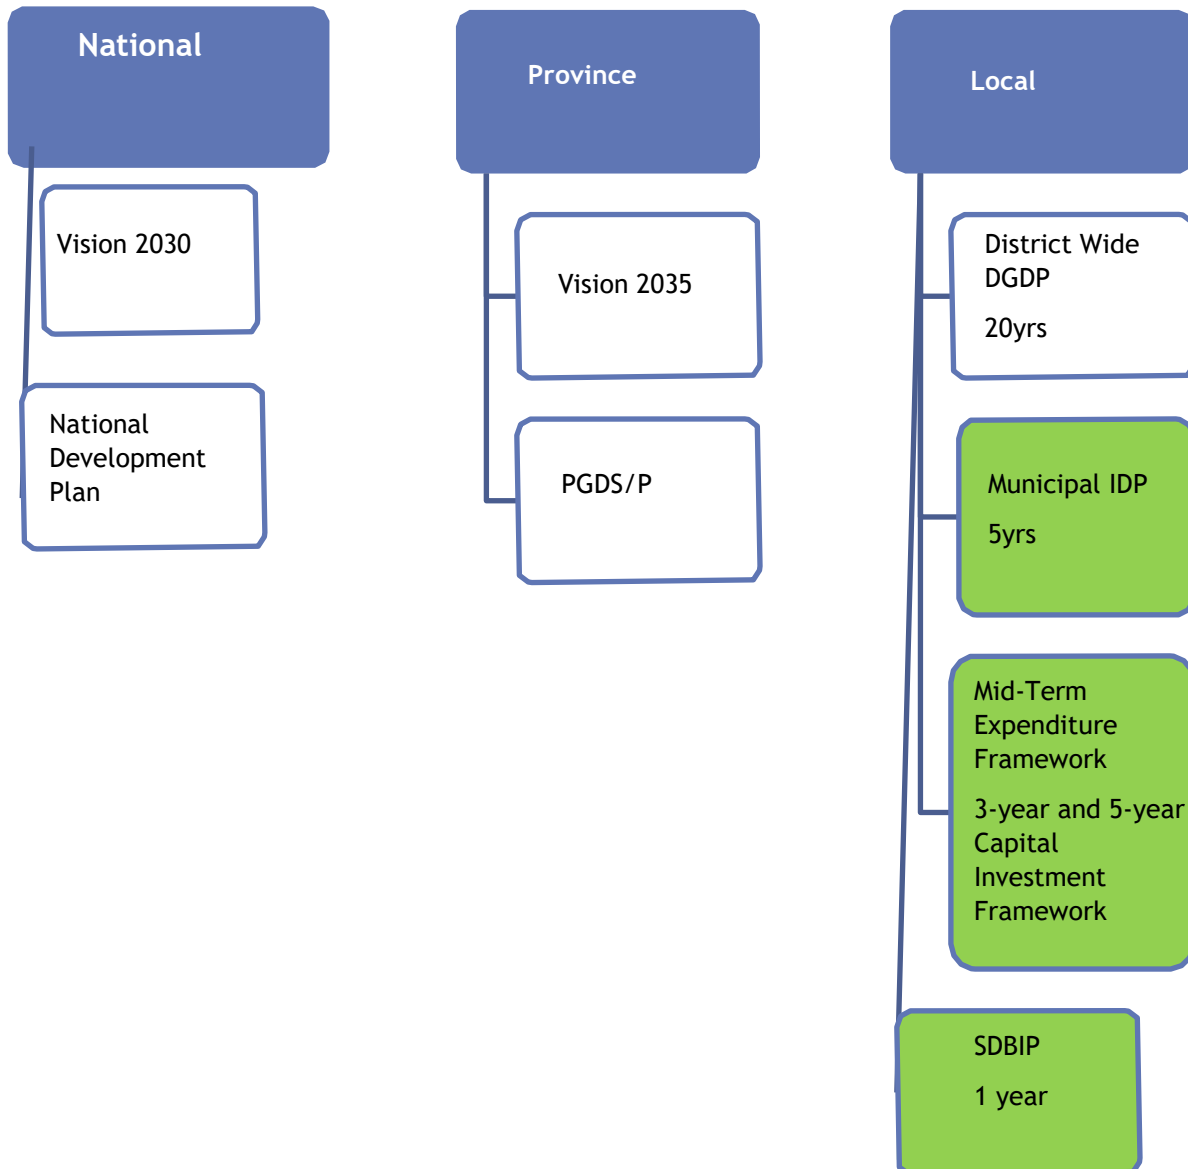 National
Vision 2030
National
Development
Plan
Province
Vision 2035
PGDS/P
Local
District Wide
DGDP
20yrs
Municipal IDP
5yrs
Mid-Term
Expenditure
Framework
3-year and 5-year
Capital
Investment
Framework
SDBIP
1 year